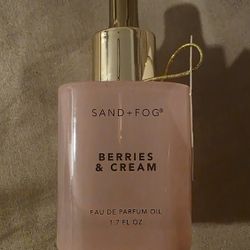 SAND+FOG®
BERRIES
& CREAM
EAU DE PARFUM OIL
1.7 FL OZ